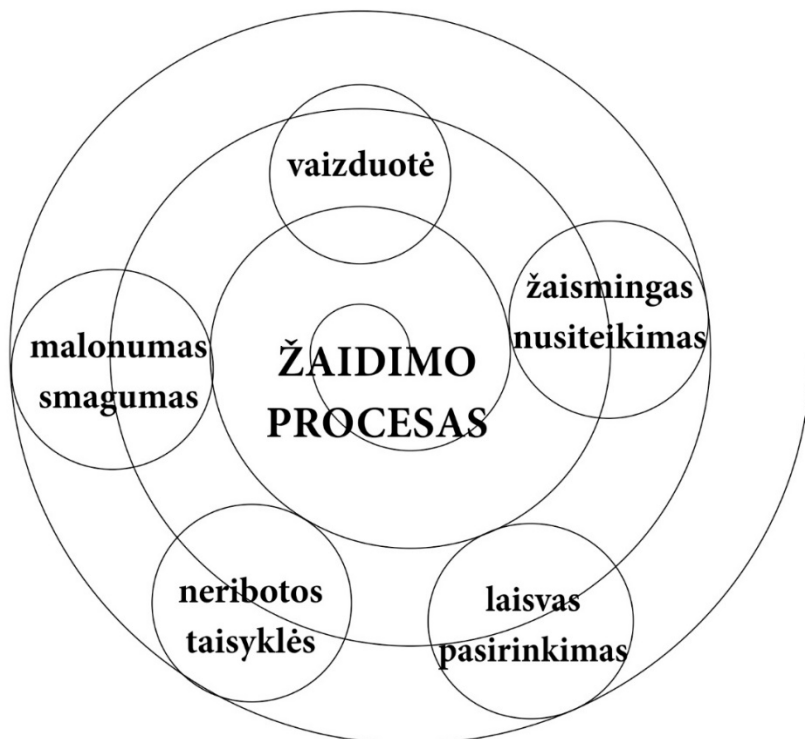 vaizduotė
žaismingas
nusiteikimas
malonumas
smagumas
ŽAIDIMO
PROCESAS
neribotos
taisyklės
laisvas
pasirinkimas